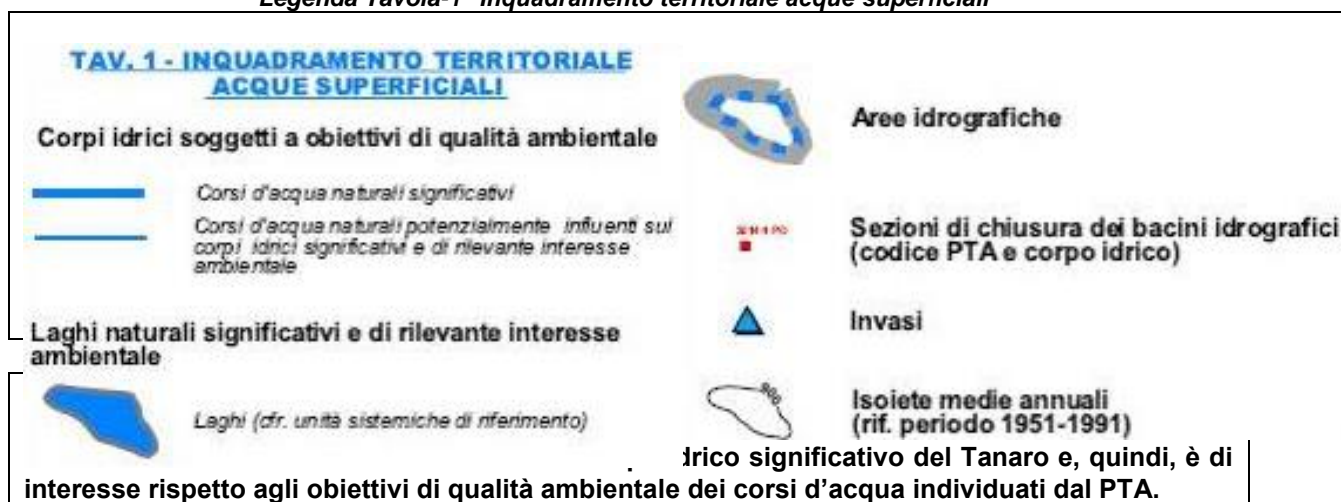 Legenda Tavola-1 "Inquadramento territoriale acque superficiali"
TAV. 1 - INQUADRAMENTO TERRITORIALE
ACQUE SUPERFICIALI
Corpi idrici soggetti a obiettivi di qualità ambientale
Corsi d'acqua naturali significativi
Corsi d'acqua naturali potenzialmente influenti sui
corpi idrici significativi e di rilevante interesse
ambientale
Laghi naturali significativi e di rilevante interesse
ambientale
Laghi (cfr. unità sistemiche di riferimento)
Aree idrografiche
Sezioni di chiusura dei bacini idrografici
(codice PTA e corpo idrico)
Invasi
Isoiete medie annuali
(rif. periodo 1951-1991)
drico significativo del Tanaro e, quindi, è di
interesse rispetto agli obiettivi di qualità ambientale dei corsi d'acqua individuati dal PTA.